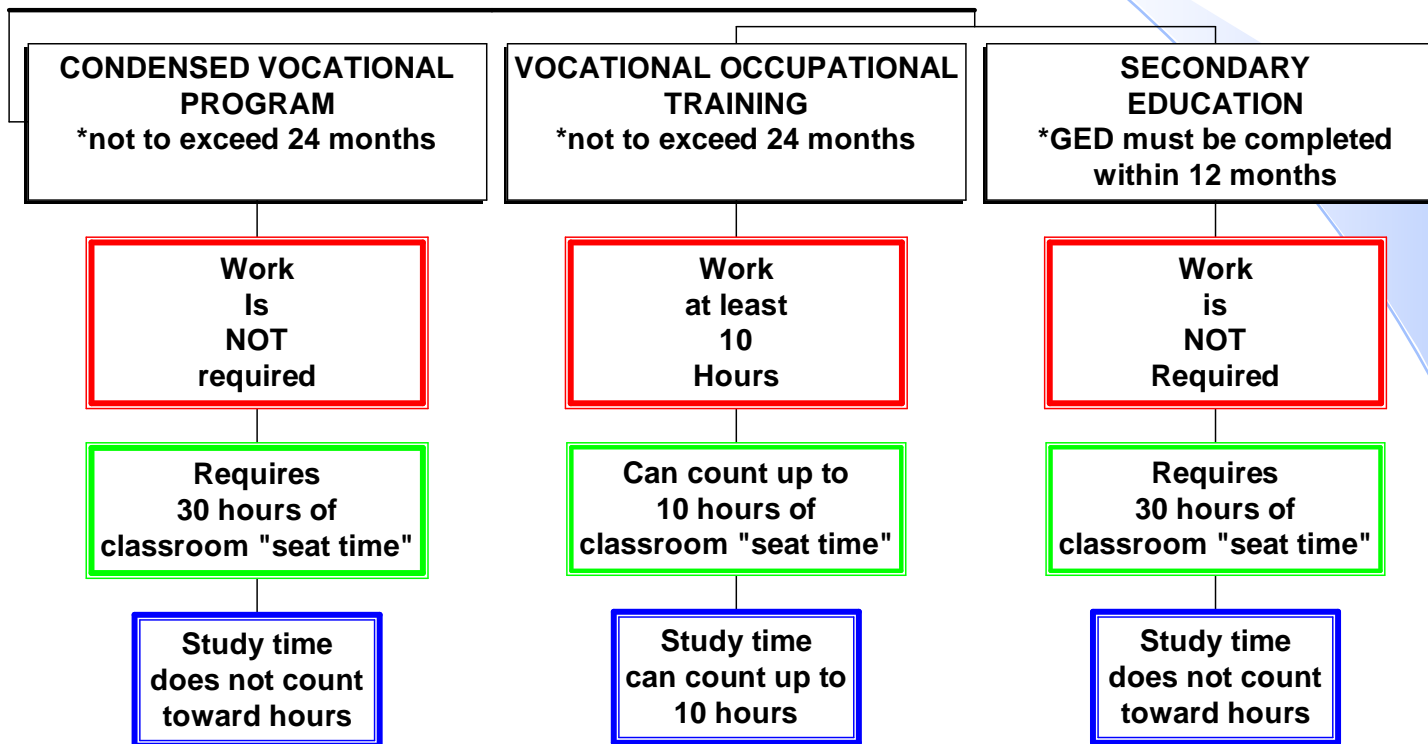 CONDENSED VOCATIONAL
PROGRAM
*not to exceed 24 months
VOCATIONAL OCCUPATIONAL
TRAINING
*not to exceed 24 months
SECONDARY
EDUCATION
*GED must be completed
within 12 months
Work
Is
NOT
required
Work
at least
10
Hours
Work
is
NOT
Required
Requires
30 hours of
classroom "seat time"
Can count up to
10 hours of
classroom "seat time"
Requires
30 hours of
classroom "seat time"
Study time
does not count
toward hours
Study time
can count up to
10 hours
Study time
does not count
toward hours